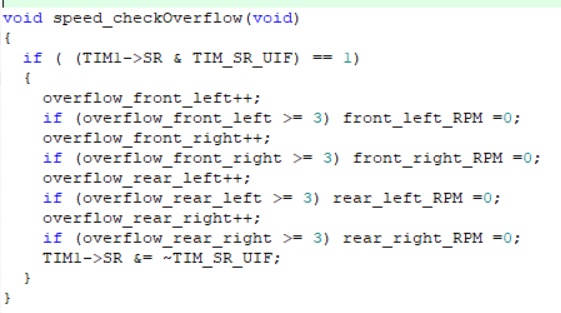 void speed_checkOverflow(void)
{
if ( (TIM1->SR & TIM_SR_UIF) == 1)
{
overflow_front_left++;
if (overflow_front_left >= 3) front_left_RPM =0;
overflow_front_right++;
if (overflow_front_right >= 3) front_right_RPM =0;
overflow_rear_left++;
if (overflow_rear_left >= 3) rear_left_RPM =0;
overflow_rear_right++;
if (overflow_rear_right >= 3) rear_right_RPM =0;
TIM1->SR &= ~TIM_SR_UIF;
}
}